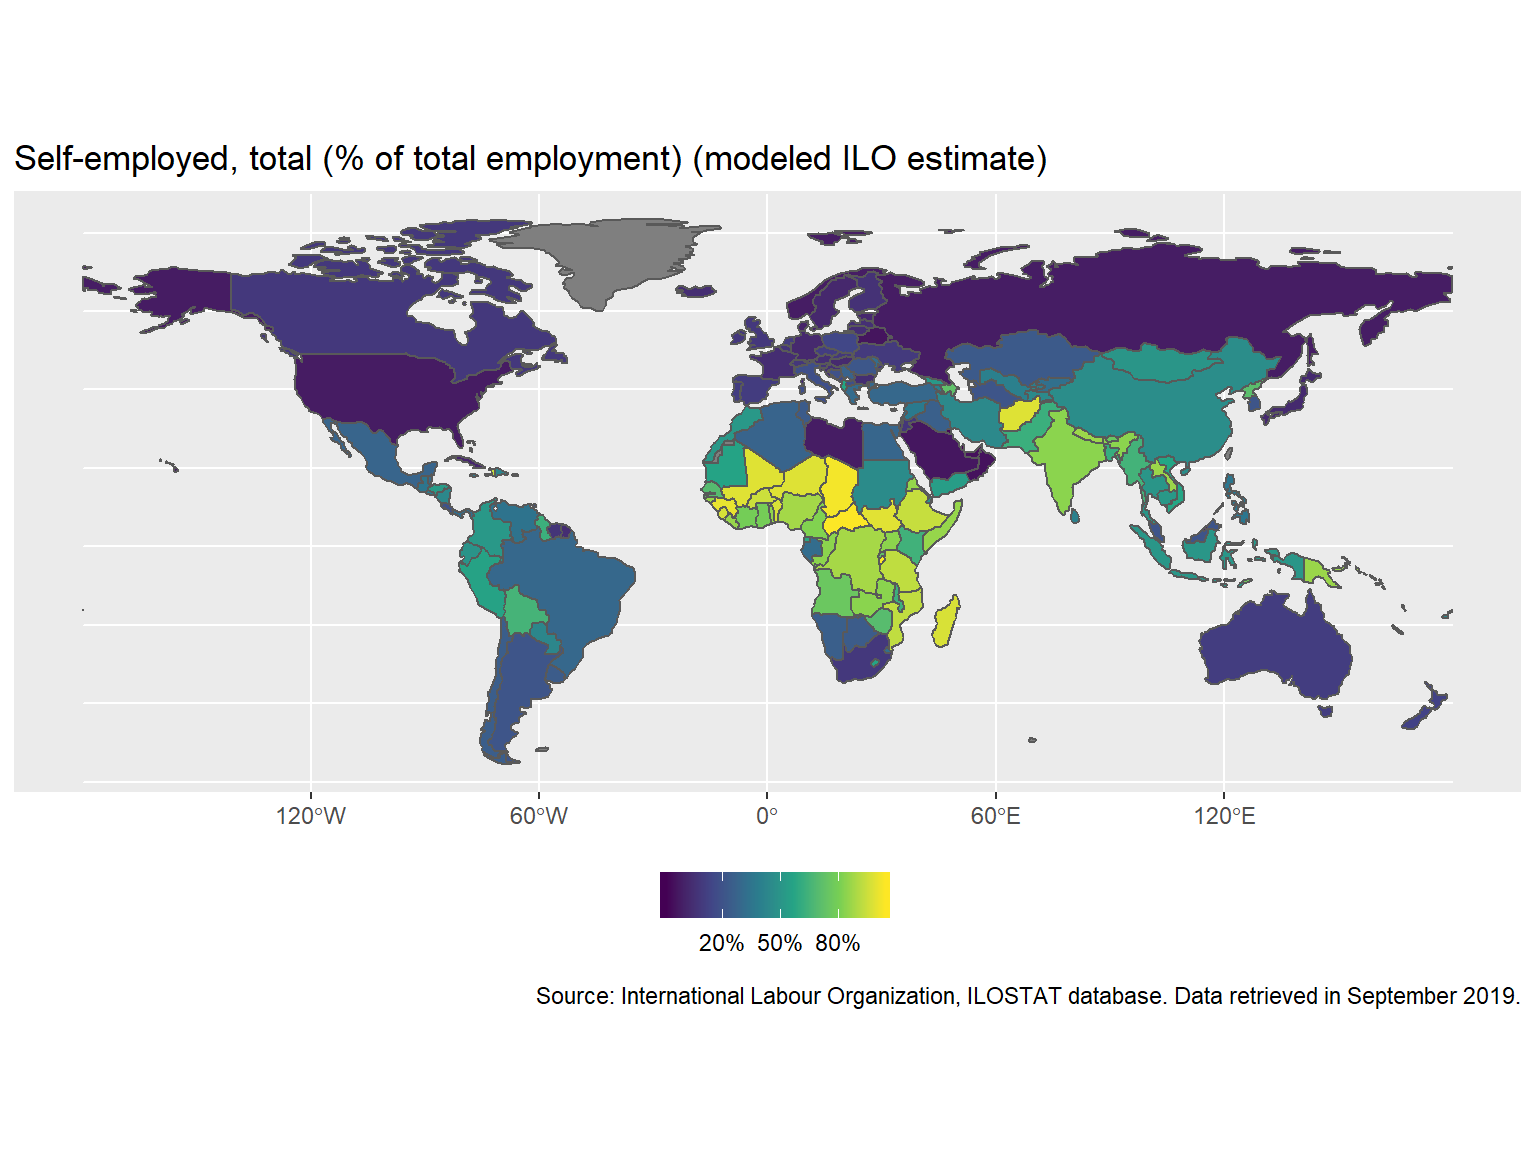 Self-employed, total (% of total employment) (modeled ILO estimate)
120°W 60°W 0° 60°E 120°E
20% 50% 80%
Source: International Labour Organization, ILOSTAT database. Data retrieved in September 2019.